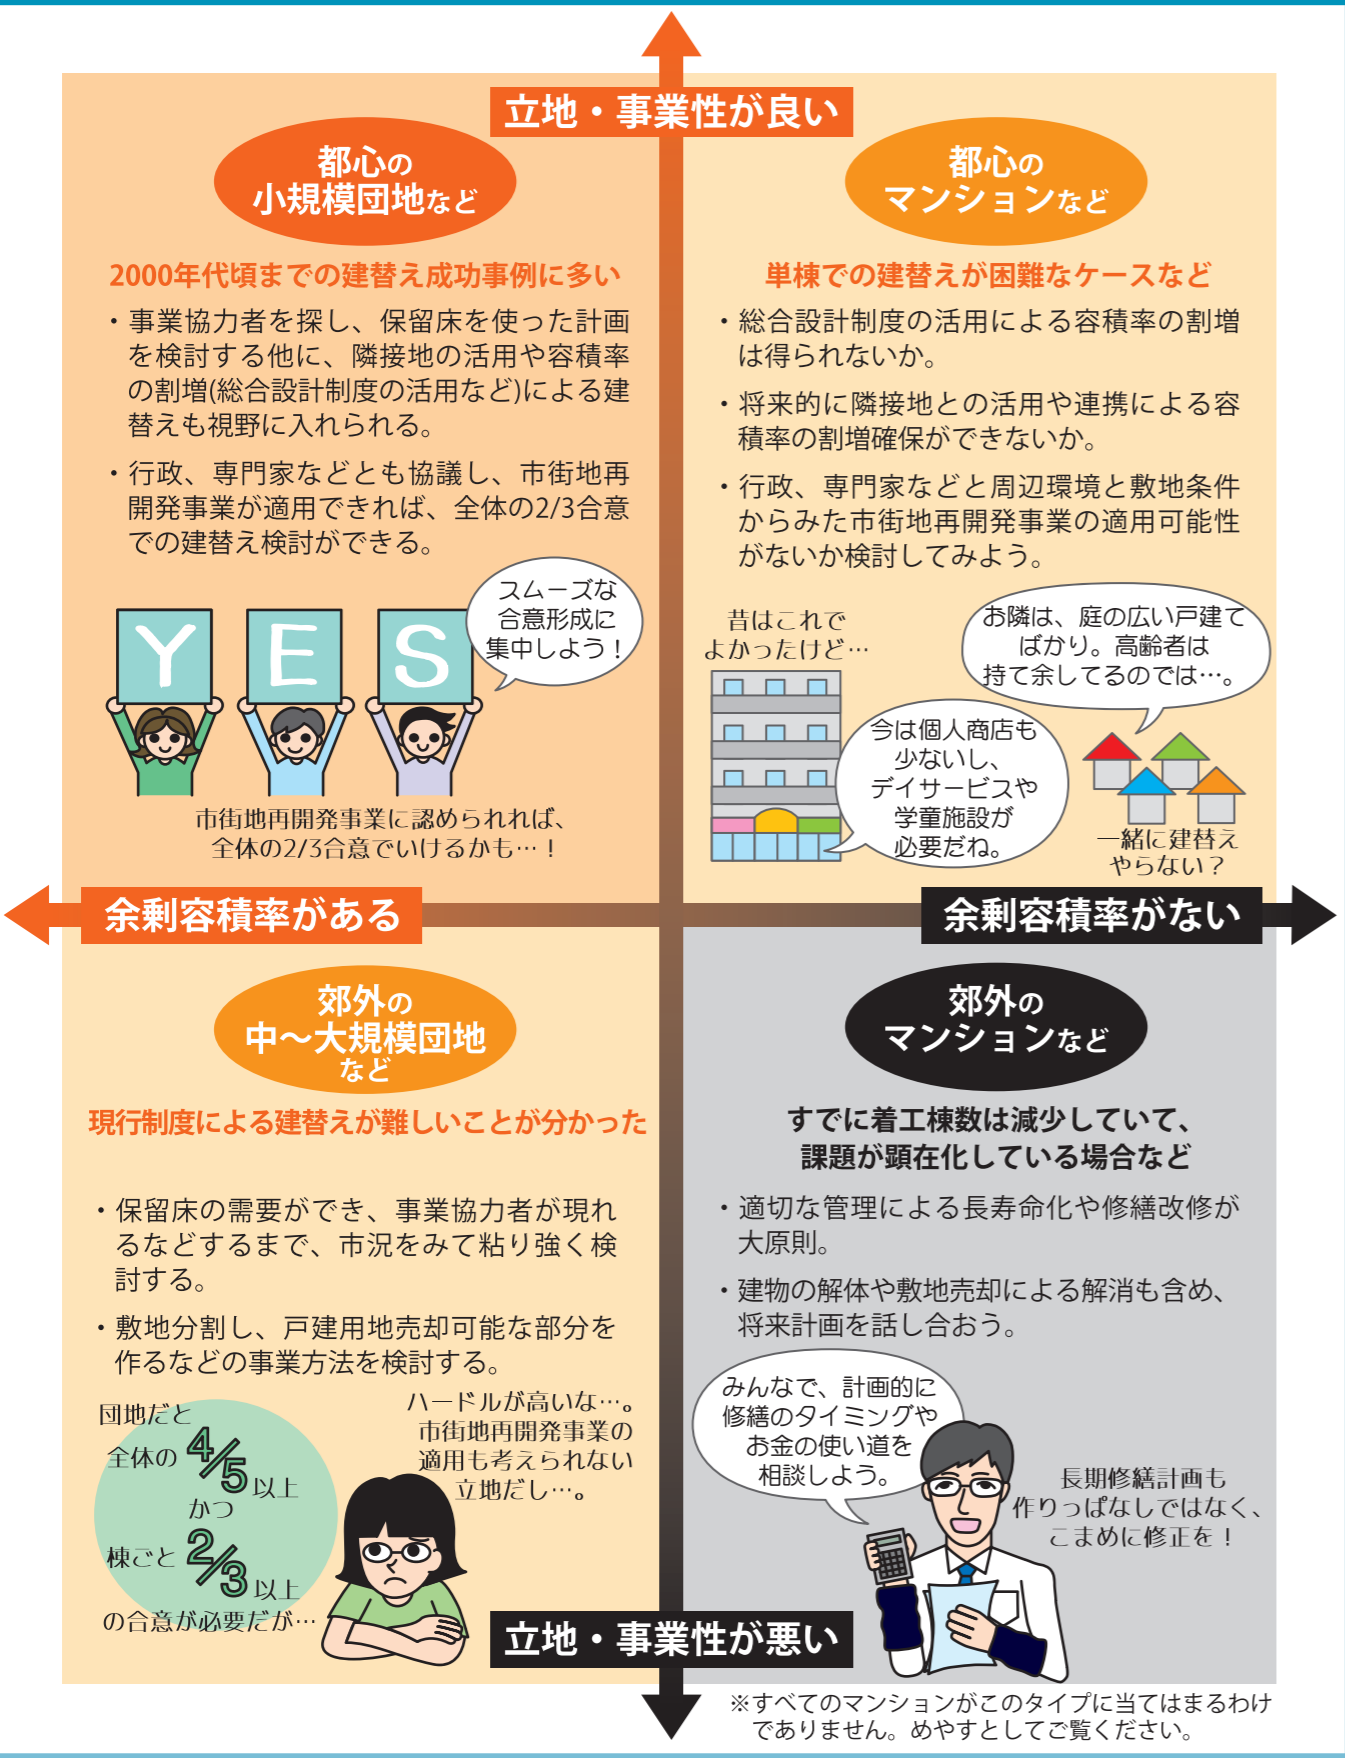 立地・事業性が良い
都心の
小規模団地など
2000年代頃までの建替え成功事例に多い
・事業協力者を探し、保留床を使った計画
を検討する他に、隣接地の活用や容積率
の割増(総合設計制度の活用など)による建
替えも視野に入れられる。
・行政、専門家などとも協議し、市街地再
開発事業が適用できれば、全体の2/3合意
での建替え検討ができる。
スムーズな
合意形成に
集中しよう！
YES
市街地再開発事業に認められれば、
全体の2/3合意でいけるかも…！
都心の
マンションなど
単棟での建替えが困難なケースなど
・総合設計制度の活用による容積率の割増
は得られないか。
・将来的に隣接地との活用や連携による容
積率の割増確保ができないか。
・行政、専門家などと周辺環境と敷地条件
からみた市街地再開発事業の適用可能性
がないか検討してみよう。
昔はこれで
よかったけど…
お隣は、庭の広い戸建て
ばかり。高齢者は
持て余してるのでは…。
今は個人商店も
少ないし、
デイサービスや
学童施設が
必要だね。
一緒に建替え
やらない？
余剰容積率がある
余剰容積率がない
郊外の
中～大規模団地
など
現行制度による建替えが難しいことが分かった
・保留床の需要ができ、事業協力者が現れ
るなどするまで、市況をみて粘り強く検
討する。
・敷地分割し、戸建用地売却可能な部分を
作るなどの事業方法を検討する。
団地だと
全体の4/5以上
かつ
棟ごと2/3以上
の合意が必要だが…
ハードルが高いな…。
市街地再開発事業の
適用も考えられない
立地だし…。
郊外の
マンションなど
すでに着工棟数は減少していて、
課題が顕在化している場合など
・適切な管理による長寿命化や修繕改修が
大原則。
・建物の解体や敷地売却による解消も含め、
将来計画を話し合おう。
みんなで、計画的に
修繕のタイミングや
お金の使い道を
相談しよう。
長期修繕計画も
作りっぱなしではなく、
こまめに修正を！
立地・事業性が悪い
※すべてのマンションがこのタイプに当てはまるわけ
でありません。めやすとしてご覧ください。